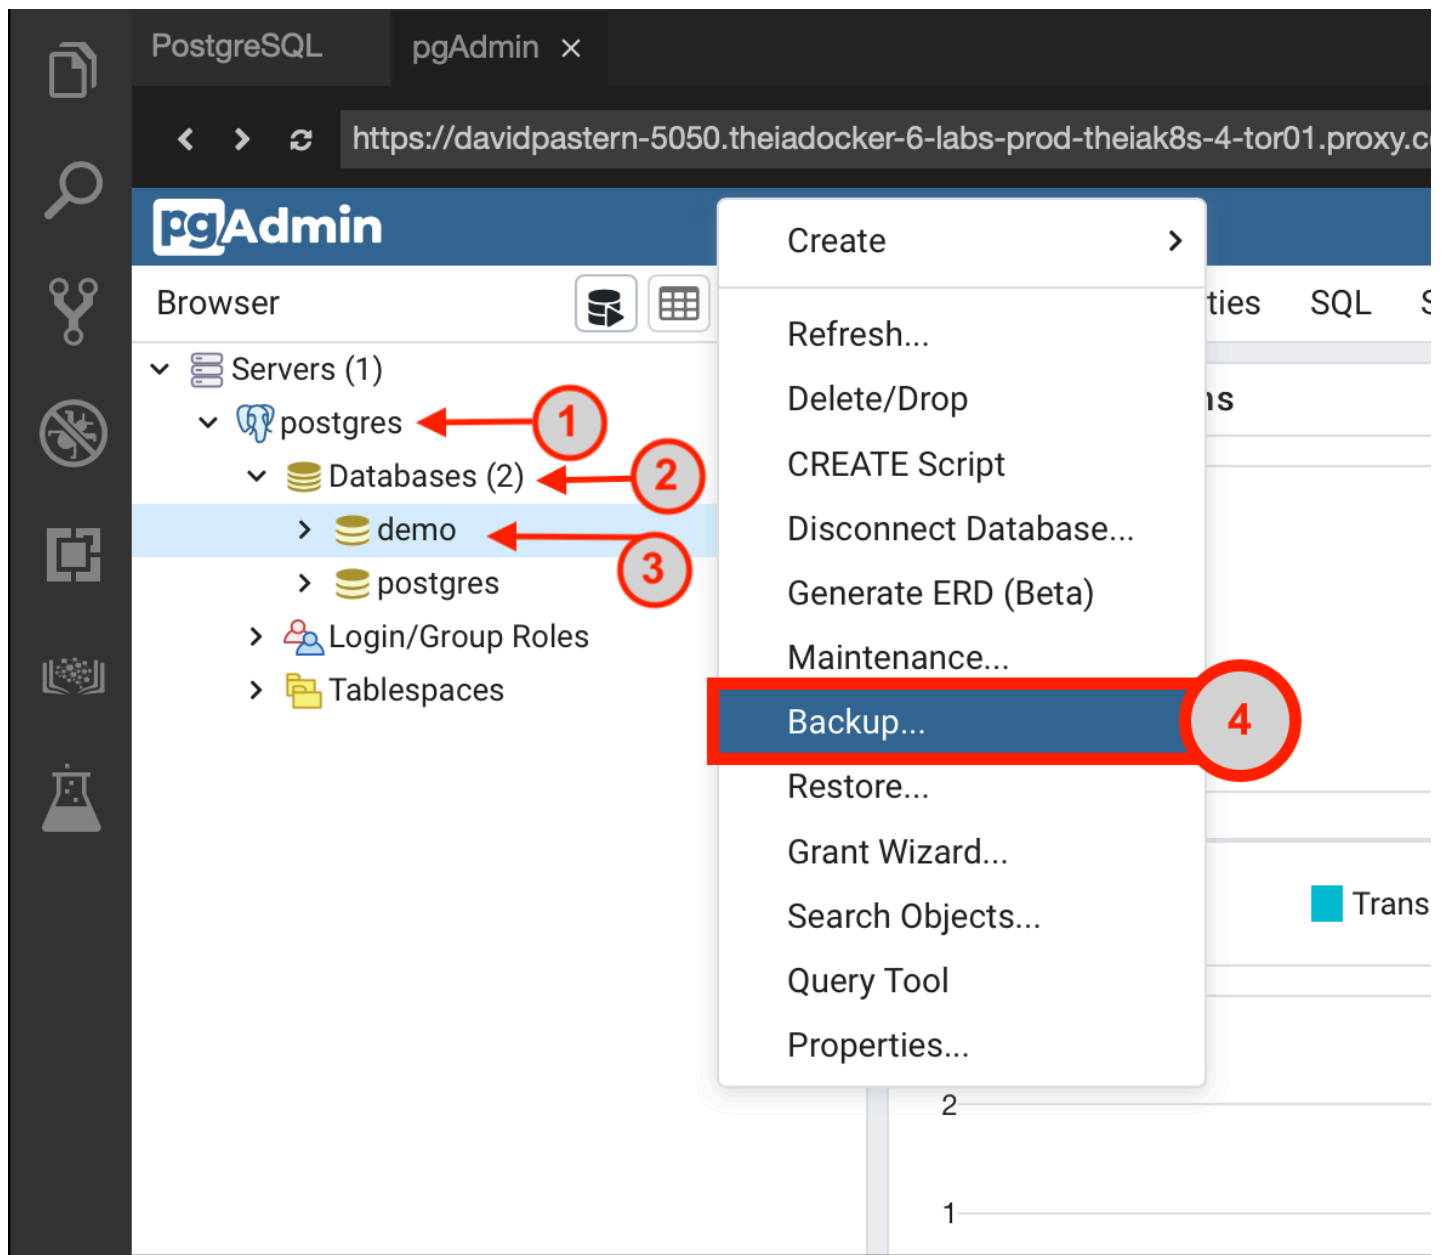 PostgreSQL
pgAdmin ×
https://davidpastern-5050.theiadocker-6-labs-prod-theiak8s-4-tor01.proxy.c
pgAdmin
Browser
Servers (1)
postgres
1
Databases (2)
2
demo
3
postgres
Login/Group Roles
Tablespaces
Create
Refresh...
Delete/Drop
CREATE Script
Disconnect Database...
Generate ERD (Beta)
Maintenance...
Backup...
4
Restore...
Grant Wizard...
Search Objects...
Query Tool
Properties...
ties SQL S
ns
Trans
2
1